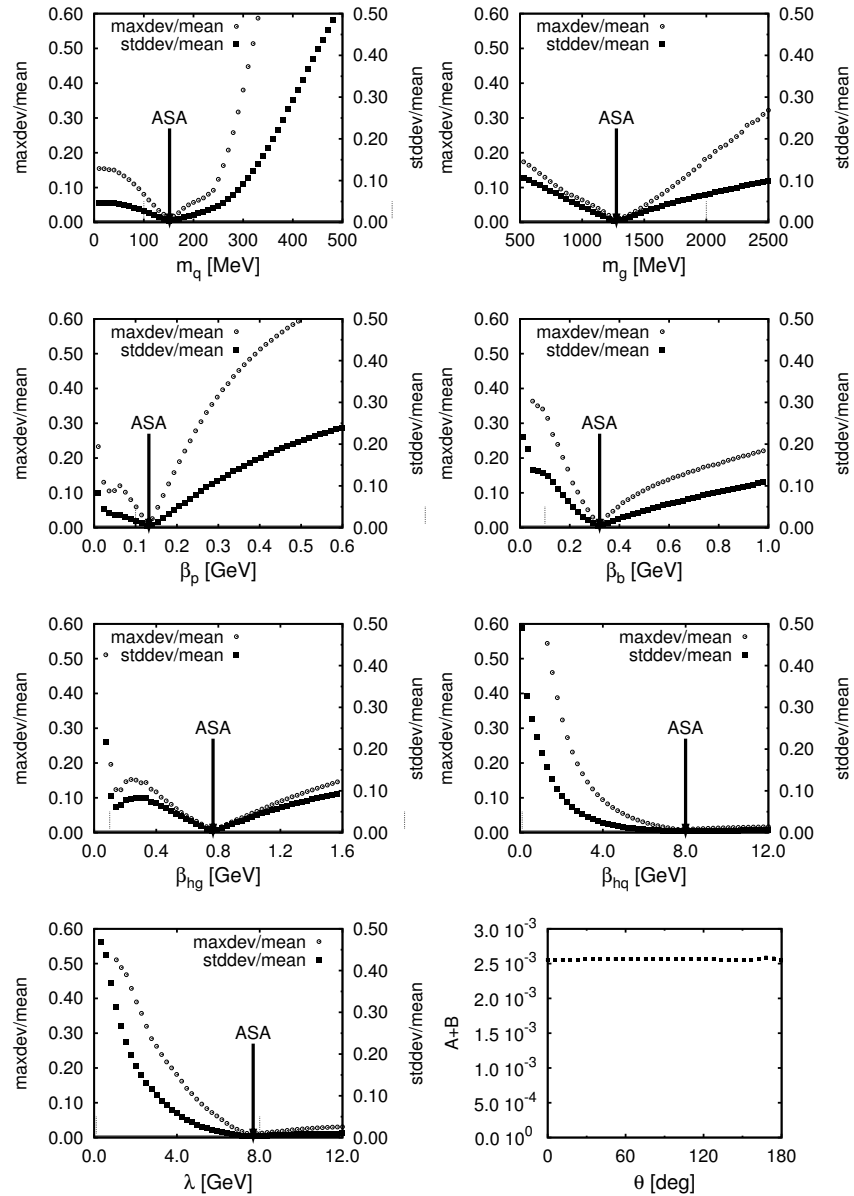 maxdev/mean
stddev/mean
ASA
maxdev/mean
stddev/mean
0.60
0.50
0.40
0.30
0.20
0.10
0.00
0.50
0.40
0.30
0.20
0.10
0.00
0 100 200 300 400 500
m_q [MeV]
maxdev/mean
stddev/mean
ASA
maxdev/mean
stddev/mean
0.60
0.50
0.40
0.30
0.20
0.10
0.00
0.50
0.40
0.30
0.20
0.10
0.00
500 1000 1500 2000 2500
m_g [MeV]
maxdev/mean
stddev/mean
ASA
maxdev/mean
stddev/mean
0.60
0.50
0.40
0.30
0.20
0.10
0.00
0.50
0.40
0.30
0.20
0.10
0.00
0.0 0.2 0.4 0.6
β_p [GeV]
maxdev/mean
stddev/mean
ASA
maxdev/mean
stddev/mean
0.60
0.50
0.40
0.30
0.20
0.10
0.00
0.50
0.40
0.30
0.20
0.10
0.00
0.0 0.2 0.4 0.6 0.8 1.0
β_b [GeV]
maxdev/mean
stddev/mean
ASA
maxdev/mean
stddev/mean
0.60
0.50
0.40
0.30
0.20
0.10
0.00
0.50
0.40
0.30
0.20
0.10
0.00
0.0 0.4 0.8 1.2 1.6
β_hg [GeV]
maxdev/mean
stddev/mean
ASA
maxdev/mean
stddev/mean
0.60
0.50
0.40
0.30
0.20
0.10
0.00
0.50
0.40
0.30
0.20
0.10
0.00
0.0 4.0 8.0 12.0
β_hq [GeV]
maxdev/mean
stddev/mean
ASA
maxdev/mean
stddev/mean
0.60
0.50
0.40
0.30
0.20
0.10
0.00
0.50
0.40
0.30
0.20
0.10
0.00
0.0 4.0 8.0 12.0
λ [GeV]
A+B
3.0 10⁻³
2.5 10⁻³
2.0 10⁻³
1.5 10⁻³
1.0 10⁻³
5.0 10⁻⁴
0.0 10⁰
0 60 120 180
θ [deg]